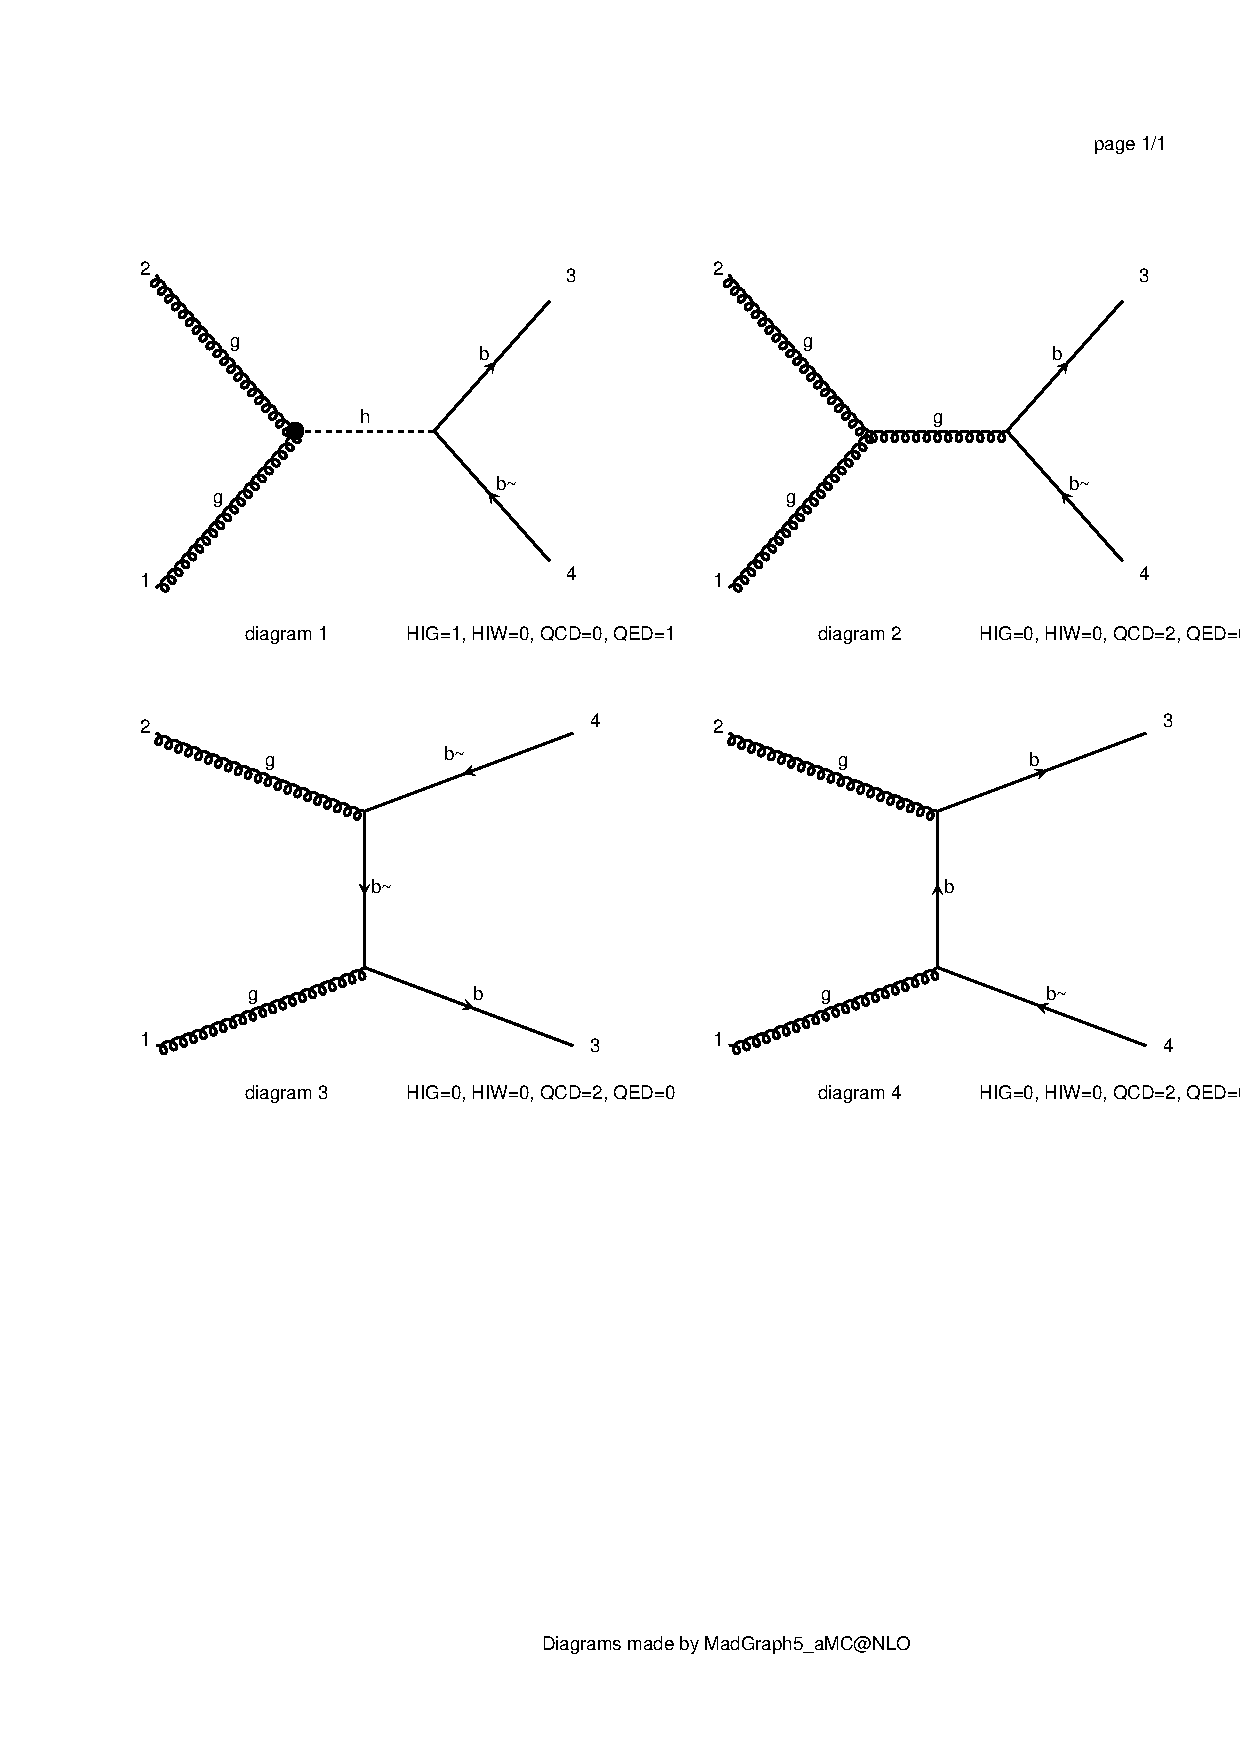 page 1/1
2 3
g b
h
g b~
1 4
diagram 1 HIG=1, HIW=0, QCD=0, QED=1
2 3
g b
g
g b~
1 4
diagram 2 HIG=0, HIW=0, QCD=2, QED=
2 4
g b~
b~
g b
1 3
diagram 3 HIG=0, HIW=0, QCD=2, QED=0
2 3
g b
b
g b~
1 4
diagram 4 HIG=0, HIW=0, QCD=2, QED=
Diagrams made by MadGraph5_aMC@NLO